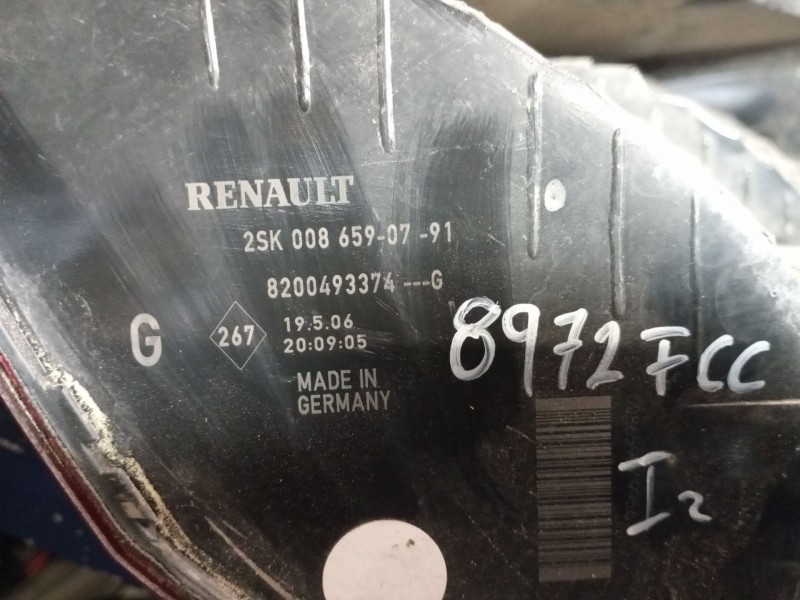 RENAULT
2SK 008 659-07 -91
8200493374 ---G
G
267
19.5.06
20:09:05
MADE IN
GERMANY
8972FCC
I2